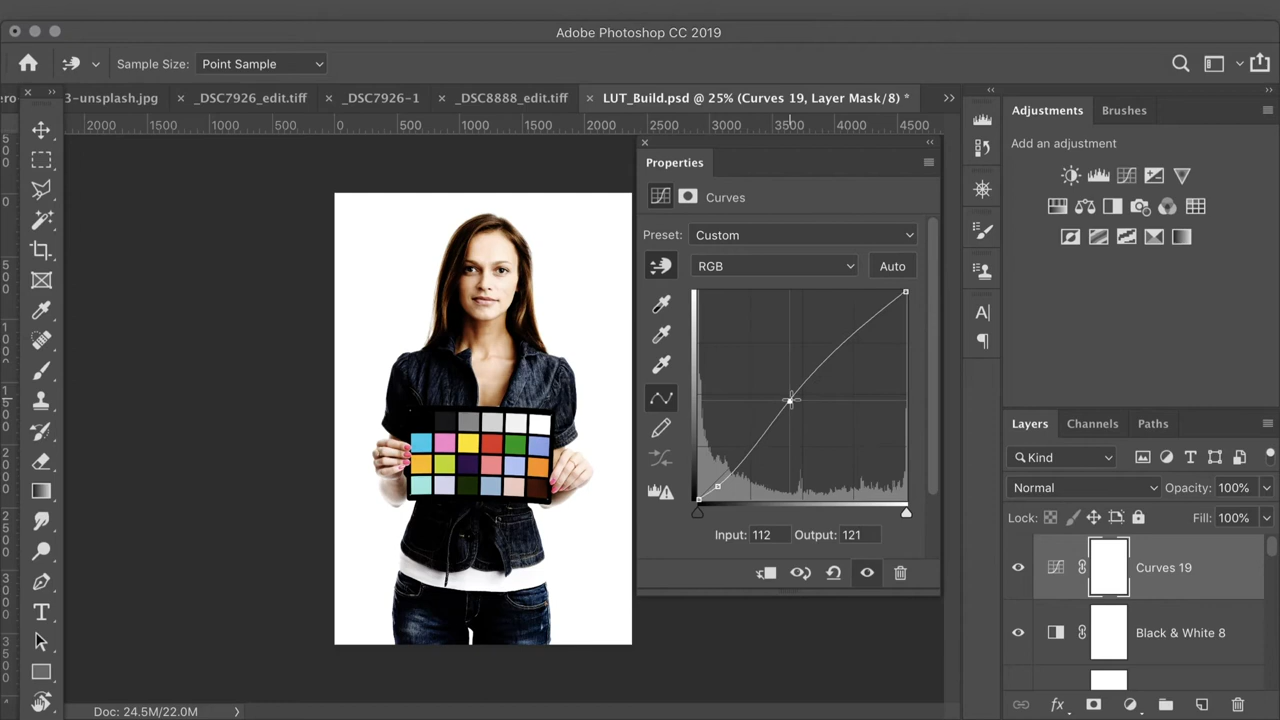 Adobe Photoshop CC 2019
Sample Size: Point Sample
3-unsplash.jpg × _DSC7926_edit.tiff × _DSC7926-1 × _DSC8888_edit.tiff × LUT_Build.psd @ 25% (Curves 19, Layer Mask/8) *
2000 1500 1000 500 0 500 1000 1500 2000 2500 3000 3500 4000 4500
Properties
Curves
Preset: Custom
RGB Auto
Input: 112 Output: 121
Adjustments Brushes
Add an adjustment
Layers Channels Paths
Kind
Normal Opacity: 100%
Lock: Fill: 100%
Curves 19
Black & White 8
fx
Doc: 24.5M/22.0M